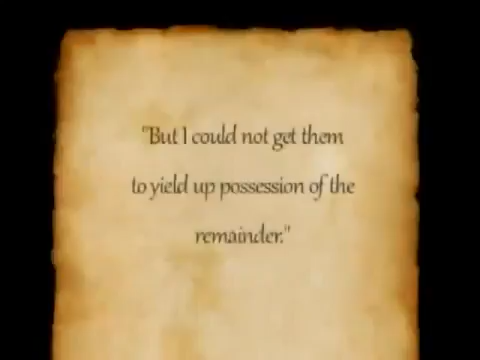 "But I could not get them
to yield up possession of the
remainder."